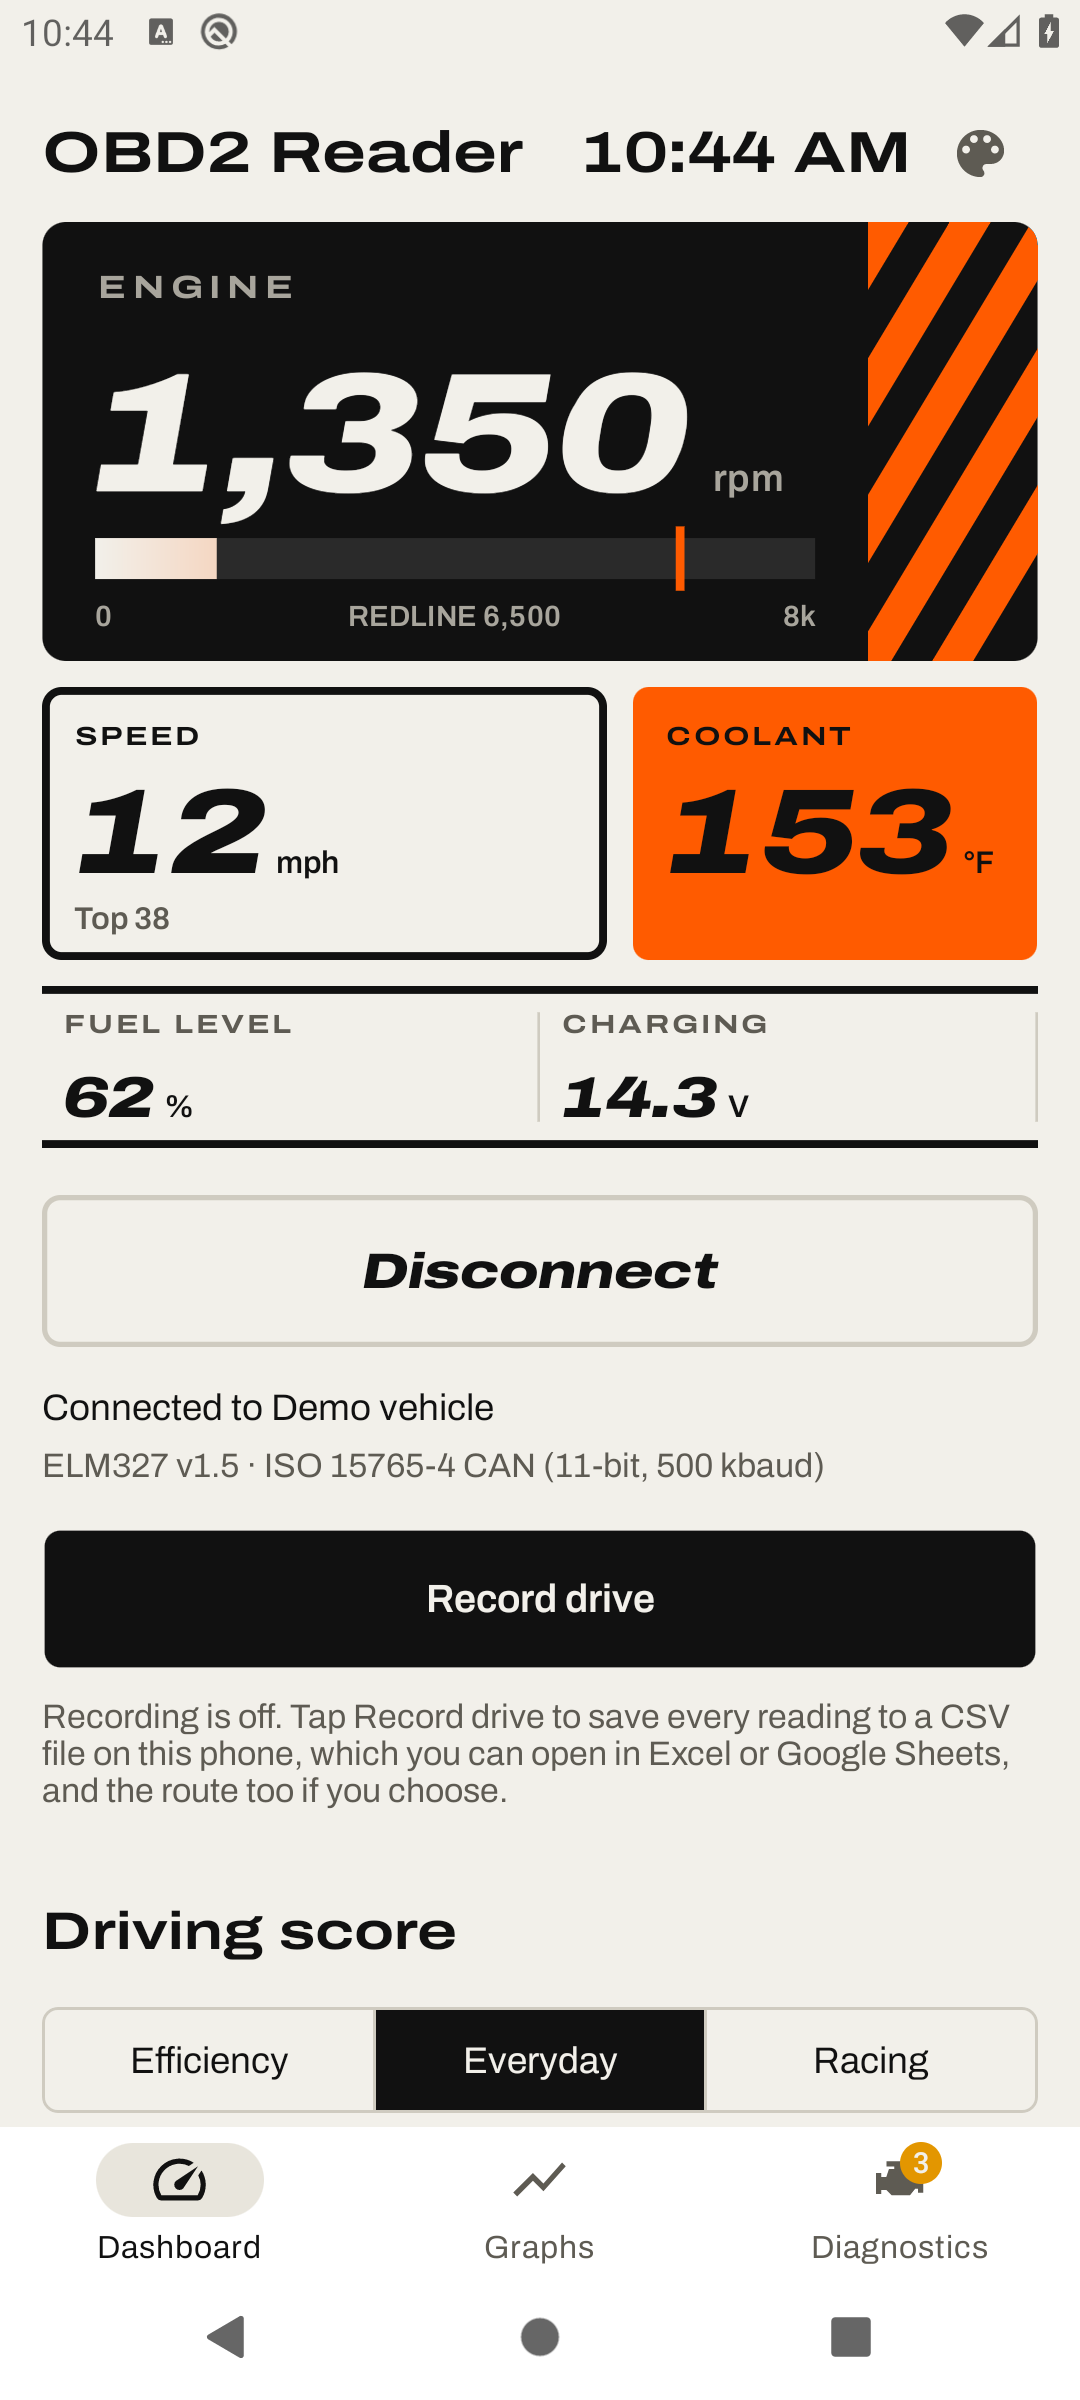 10:44
OBD2 Reader 10:44 AM
ENGINE
1,350 rpm
0 REDLINE 6,500 8k
SPEED
12 mph
Top 38
COOLANT
153 °F
FUEL LEVEL
62 %
CHARGING
14.3 V
Disconnect
Connected to Demo vehicle
ELM327 v1.5 · ISO 15765-4 CAN (11-bit, 500 kbaud)
Record drive
Recording is off. Tap Record drive to save every reading to a CSV
file on this phone, which you can open in Excel or Google Sheets,
and the route too if you choose.
Driving score
Efficiency Everyday Racing
3
Dashboard Graphs Diagnostics